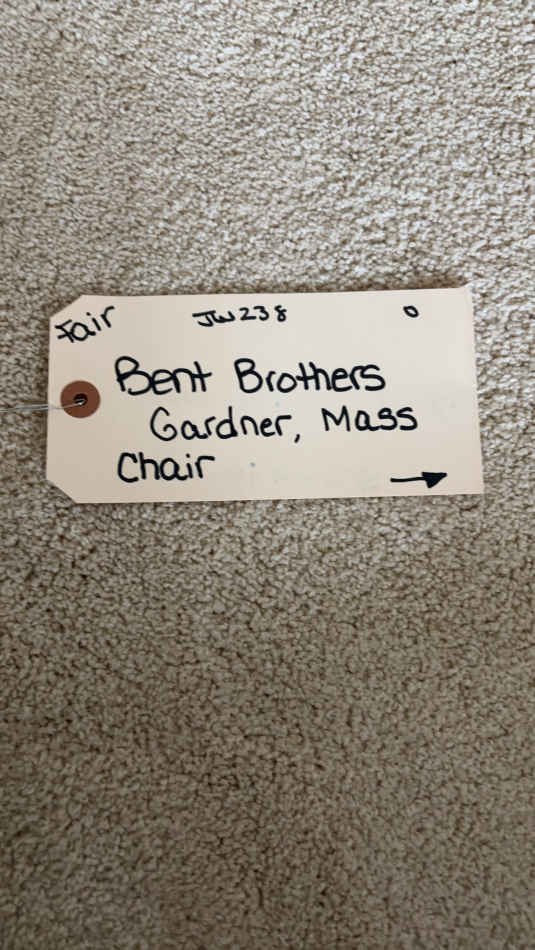 Fair JW238 0
Bent Brothers
Gardner, Mass
Chair
→